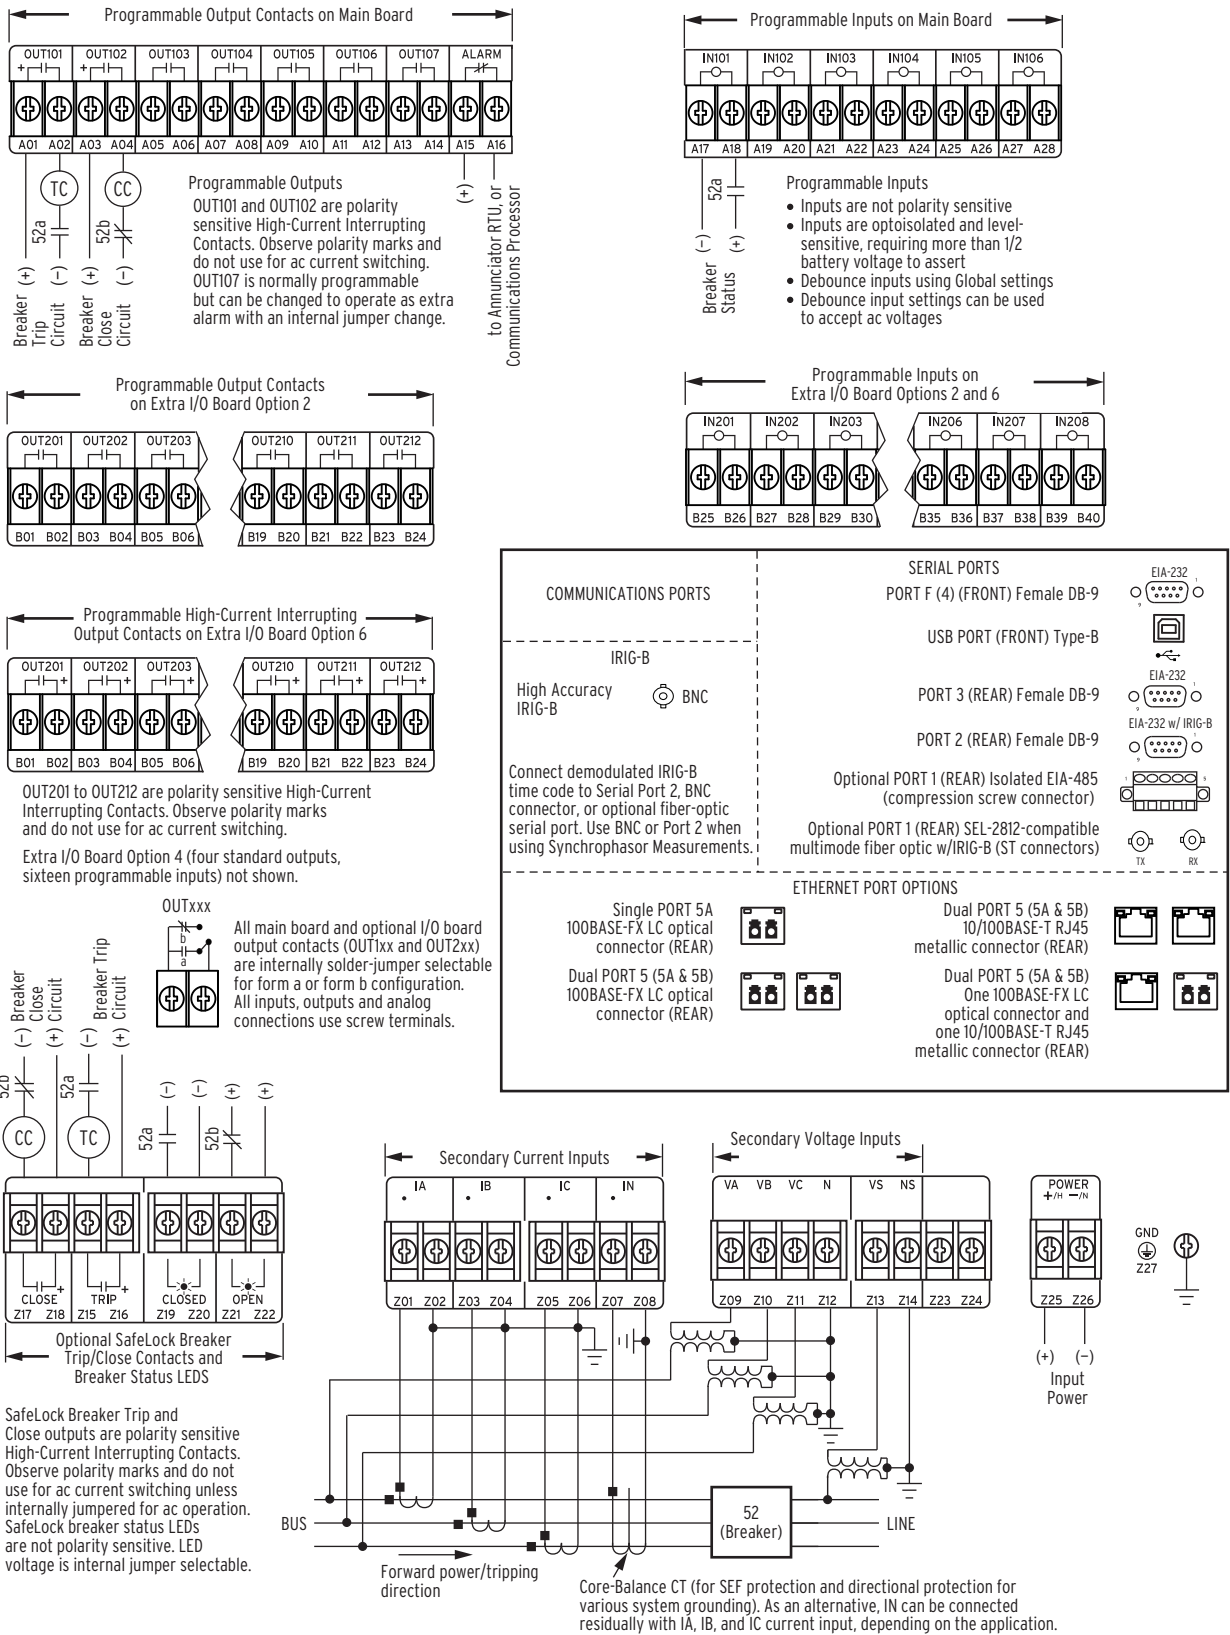 Programmable Output Contacts on Main Board
OUT101 OUT102 OUT103 OUT104 OUT105 OUT106 OUT107 ALARM
+ +
A01 A02 A03 A04 A05 A06 A07 A08 A09 A10 A11 A12 A13 A14 A15 A16
TC CC
52a 52b
Breaker (+)
Trip
Circuit (–)
Breaker (+)
Close
Circuit (–)
Programmable Outputs
OUT101 and OUT102 are polarity
sensitive High-Current Interrupting
Contacts. Observe polarity marks and
do not use for ac current switching.
OUT107 is normally programmable
but can be changed to operate as extra
alarm with an internal jumper change.
(+)
to Annunciator RTU, or
Communications Processor
Programmable Inputs on Main Board
IN101 IN102 IN103 IN104 IN105 IN106
A17 A18 A19 A20 A21 A22 A23 A24 A25 A26 A27 A28
52a
Breaker (–)
Status (+)
Programmable Inputs
• Inputs are not polarity sensitive
• Inputs are optoisolated and level-
sensitive, requiring more than 1/2
battery voltage to assert
• Debounce inputs using Global settings
• Debounce input settings can be used
to accept ac voltages
Programmable Output Contacts
on Extra I/O Board Option 2
OUT201 OUT202 OUT203 OUT210 OUT211 OUT212
B01 B02 B03 B04 B05 B06 B19 B20 B21 B22 B23 B24
Programmable Inputs on
Extra I/O Board Options 2 and 6
IN201 IN202 IN203 IN206 IN207 IN208
B25 B26 B27 B28 B29 B30 B35 B36 B37 B38 B39 B40
Programmable High-Current Interrupting
Output Contacts on Extra I/O Board Option 6
OUT201 OUT202 OUT203 OUT210 OUT211 OUT212
+ + + + + +
B01 B02 B03 B04 B05 B06 B19 B20 B21 B22 B23 B24
OUT201 to OUT212 are polarity sensitive High-Current
Interrupting Contacts. Observe polarity marks
and do not use for ac current switching.
Extra I/O Board Option 4 (four standard outputs,
sixteen programmable inputs) not shown.
COMMUNICATIONS PORTS
IRIG-B
High Accuracy
IRIG-B
BNC
Connect demodulated IRIG-B
time code to Serial Port 2, BNC
connector, or optional fiber-optic
serial port. Use BNC or Port 2 when
using Synchrophasor Measurements.
SERIAL PORTS
PORT F (4) (FRONT) Female DB-9
EIA-232
1
9
USB PORT (FRONT) Type-B
PORT 3 (REAR) Female DB-9
EIA-232
1
9
PORT 2 (REAR) Female DB-9
EIA-232 w/ IRIG-B
1
9
Optional PORT 1 (REAR) Isolated EIA-485
(compression screw connector)
1 5
Optional PORT 1 (REAR) SEL-2812-compatible
multimode fiber optic w/IRIG-B (ST connectors)
TX RX
ETHERNET PORT OPTIONS
Single PORT 5A
100BASE-FX LC optical
connector (REAR)
Dual PORT 5 (5A & 5B)
10/100BASE-T RJ45
metallic connector (REAR)
Dual PORT 5 (5A & 5B)
100BASE-FX LC optical
connector (REAR)
Dual PORT 5 (5A & 5B)
One 100BASE-FX LC
optical connector and
one 10/100BASE-T RJ45
metallic connector (REAR)
OUTxxx
b
a
All main board and optional I/O board
output contacts (OUT1xx and OUT2xx)
are internally solder-jumper selectable
for form a or form b configuration.
All inputs, outputs and analog
connections use screw terminals.
(–) Breaker
Close
(+) Circuit
(–) Breaker Trip
(+) Circuit
52b 52a
CC TC
(–) (–) (+) (+)
52a 52b
+ +
CLOSE TRIP CLOSED OPEN
Z17 Z18 Z15 Z16 Z19 Z20 Z21 Z22
Optional SafeLock Breaker
Trip/Close Contacts and
Breaker Status LEDS
SafeLock Breaker Trip and
Close outputs are polarity sensitive
High-Current Interrupting Contacts.
Observe polarity marks and do not
use for ac current switching unless
internally jumpered for ac operation.
SafeLock breaker status LEDs
are not polarity sensitive. LED
voltage is internal jumper selectable.
Secondary Current Inputs
IA IB IC IN
Z01 Z02 Z03 Z04 Z05 Z06 Z07 Z08
Secondary Voltage Inputs
VA VB VC N VS NS
Z09 Z10 Z11 Z12 Z13 Z14 Z23 Z24
POWER
+/H –/N
Z25 Z26
(+) (–)
Input
Power
GND
Z27
BUS
52
(Breaker)
LINE
Forward power/tripping
direction
Core-Balance CT (for SEF protection and directional protection for
various system grounding). As an alternative, IN can be connected
residually with IA, IB, and IC current input, depending on the application.